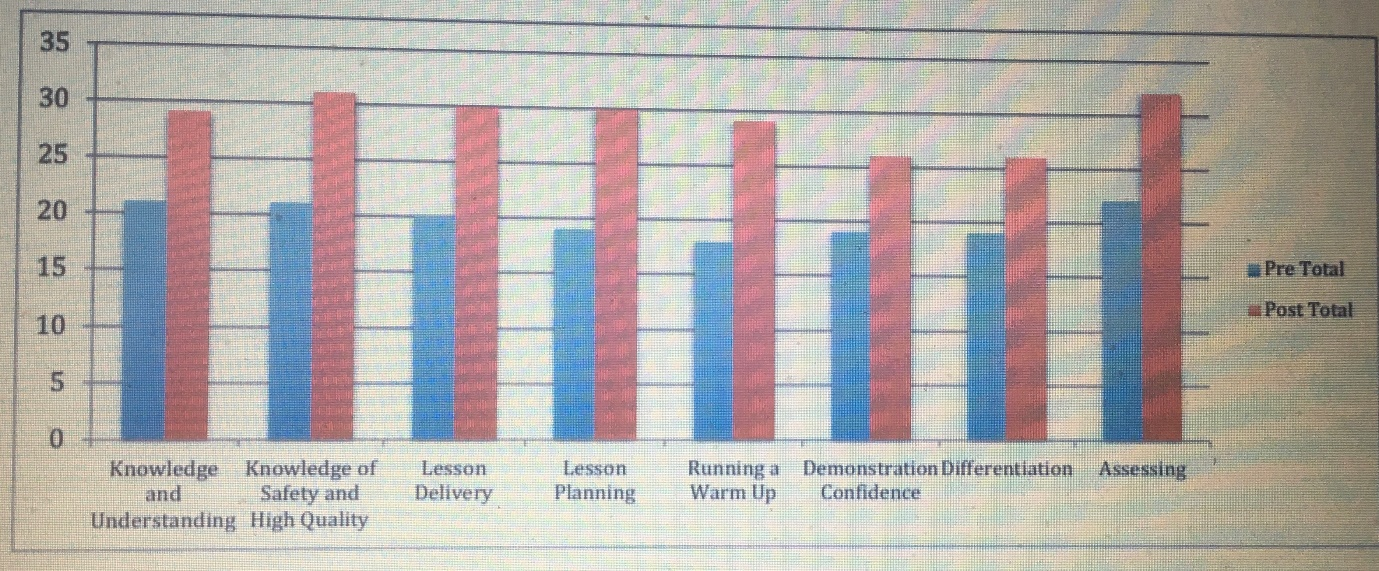 35
30
25
20
15
10
5
0
Knowledge
and
Understanding
Knowledge of
Safety and
High Quality
Lesson
Delivery
Lesson
Planning
Running a
Warm Up
Demonstration
Confidence
Differentiation
Assessing
Pre Total
Post Total